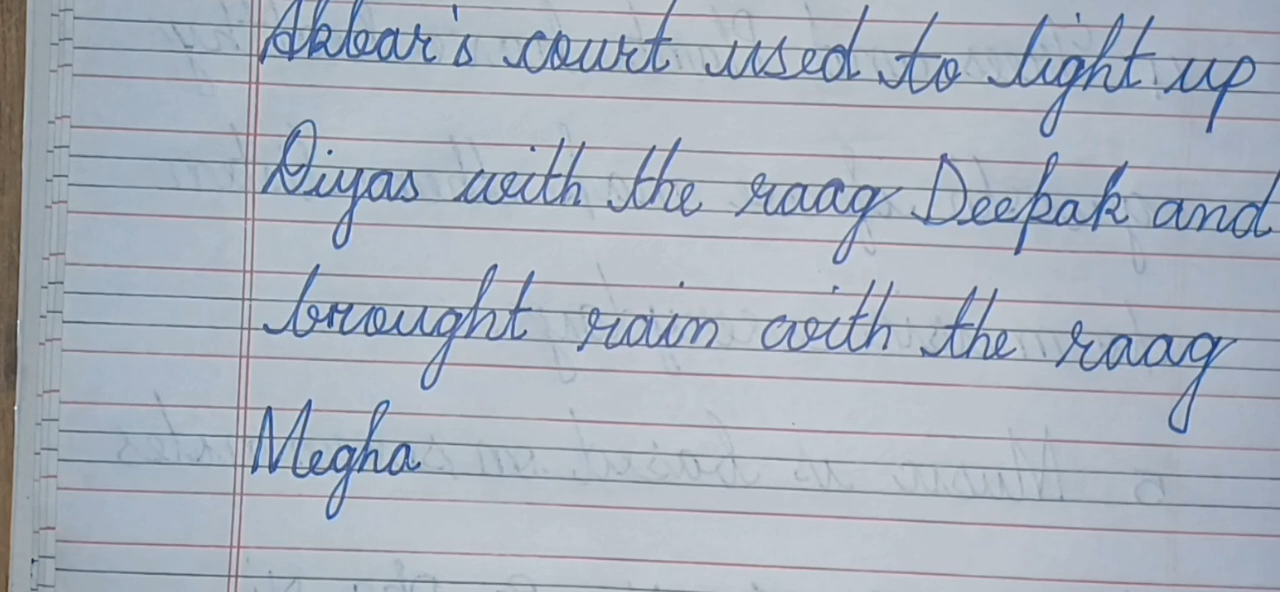 Akbar's court used to light up
Diyas with the raag Deepak and
brought rain with the raag
Megha